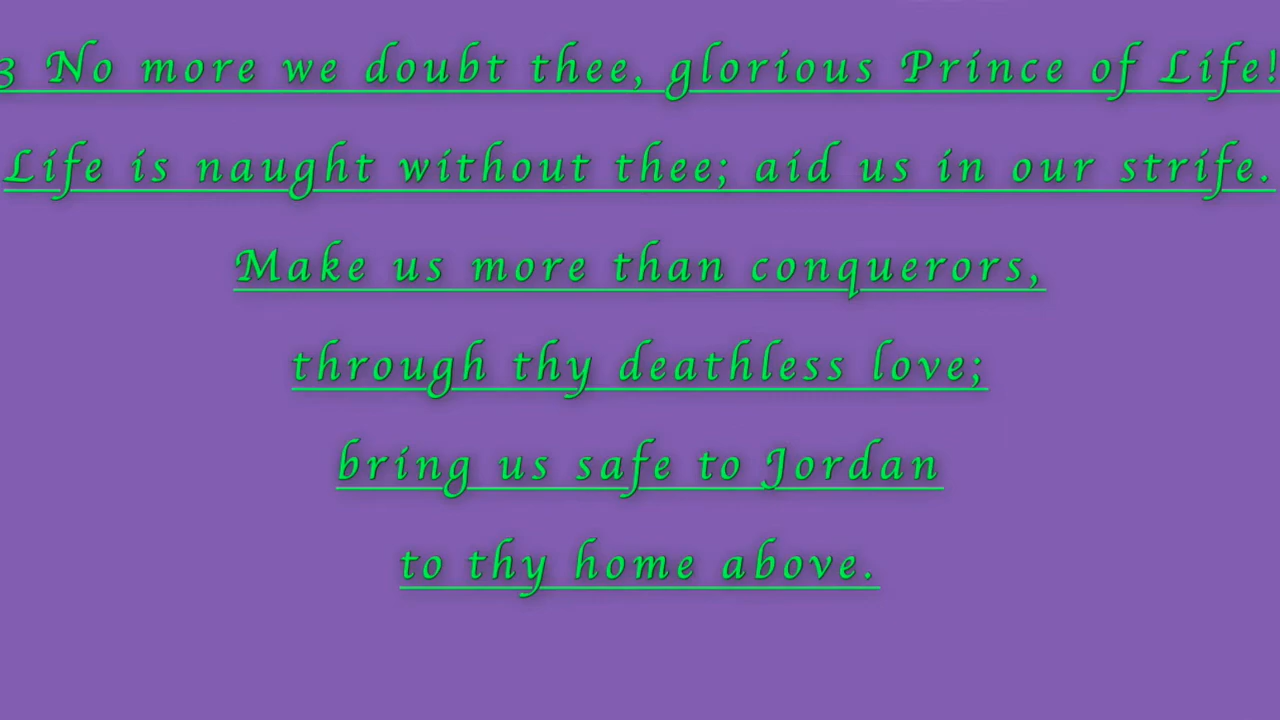 3 No more we doubt thee, glorious Prince of Life!
Life is naught without thee; aid us in our strife.
Make us more than conquerors,
through thy deathless love;
bring us safe to Jordan
to thy home above.